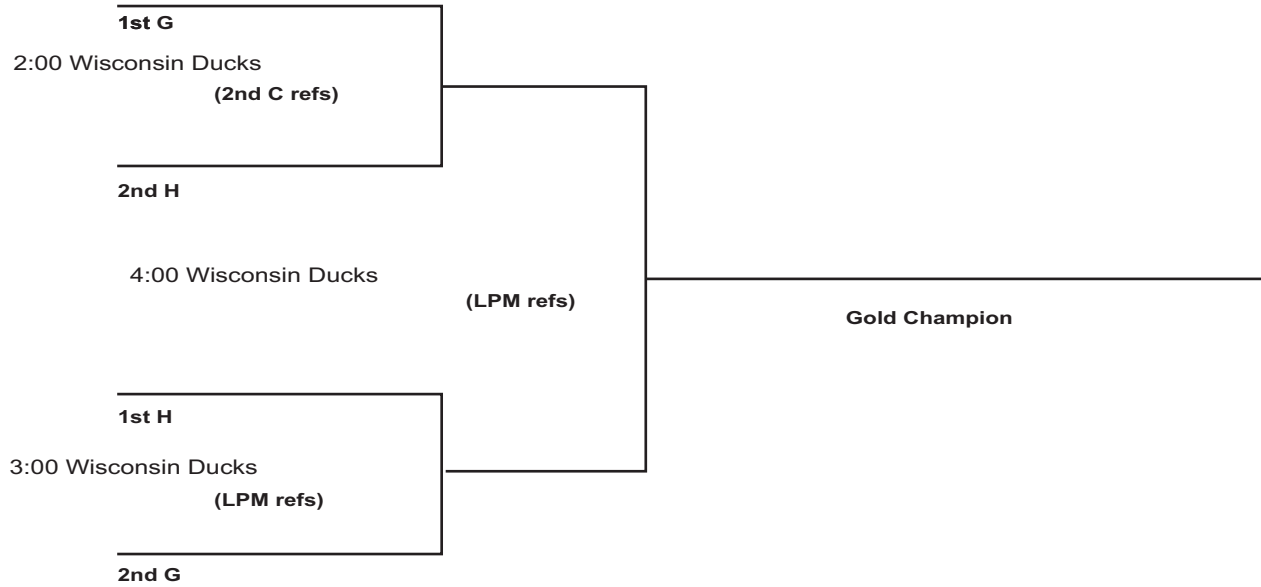 1st G
2:00 Wisconsin Ducks
(2nd C refs)
2nd H
4:00 Wisconsin Ducks
(LPM refs)
Gold Champion
1st H
3:00 Wisconsin Ducks
(LPM refs)
2nd G